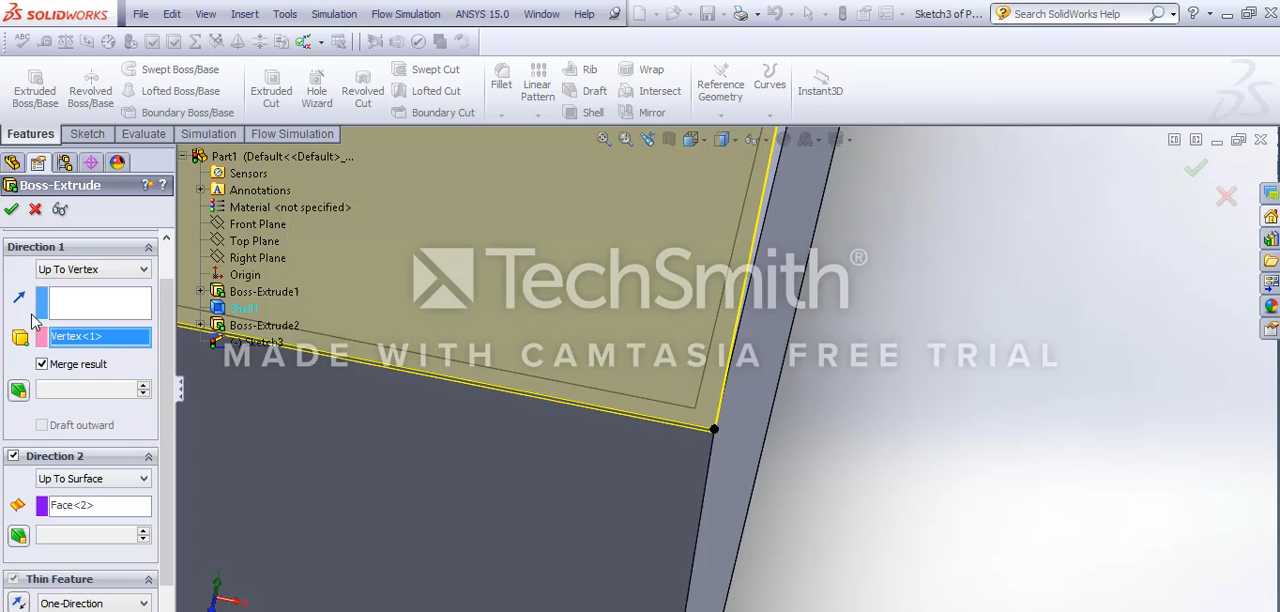 SOLIDWORKS File Edit View Insert Tools Simulation Flow Simulation ANSYS 15.0 Window Help Sketch3 of P... Search SolidWorks Help
Extruded Boss/Base
Revolved Boss/Base
Swept Boss/Base
Lofted Boss/Base
Boundary Boss/Base
Extruded Cut
Hole Wizard
Revolved Cut
Swept Cut
Lofted Cut
Boundary Cut
Fillet
Linear Pattern
Rib
Draft
Shell
Wrap
Intersect
Mirror
Reference Geometry
Curves
Instant3D
Features Sketch Evaluate Simulation Flow Simulation
Boss-Extrude
Direction 1
Up To Vertex
Vertex<1>
Merge result
Draft outward
Direction 2
Up To Surface
Face<2>
Thin Feature
One-Direction
Part1 (Default<<Default>_...
Sensors
Annotations
Material <not specified>
Front Plane
Top Plane
Right Plane
Origin
Boss-Extrude1
Shell1
Boss-Extrude2
(-) Sketch3
TechSmith®
MADE WITH CAMTASIA FREE TRIAL